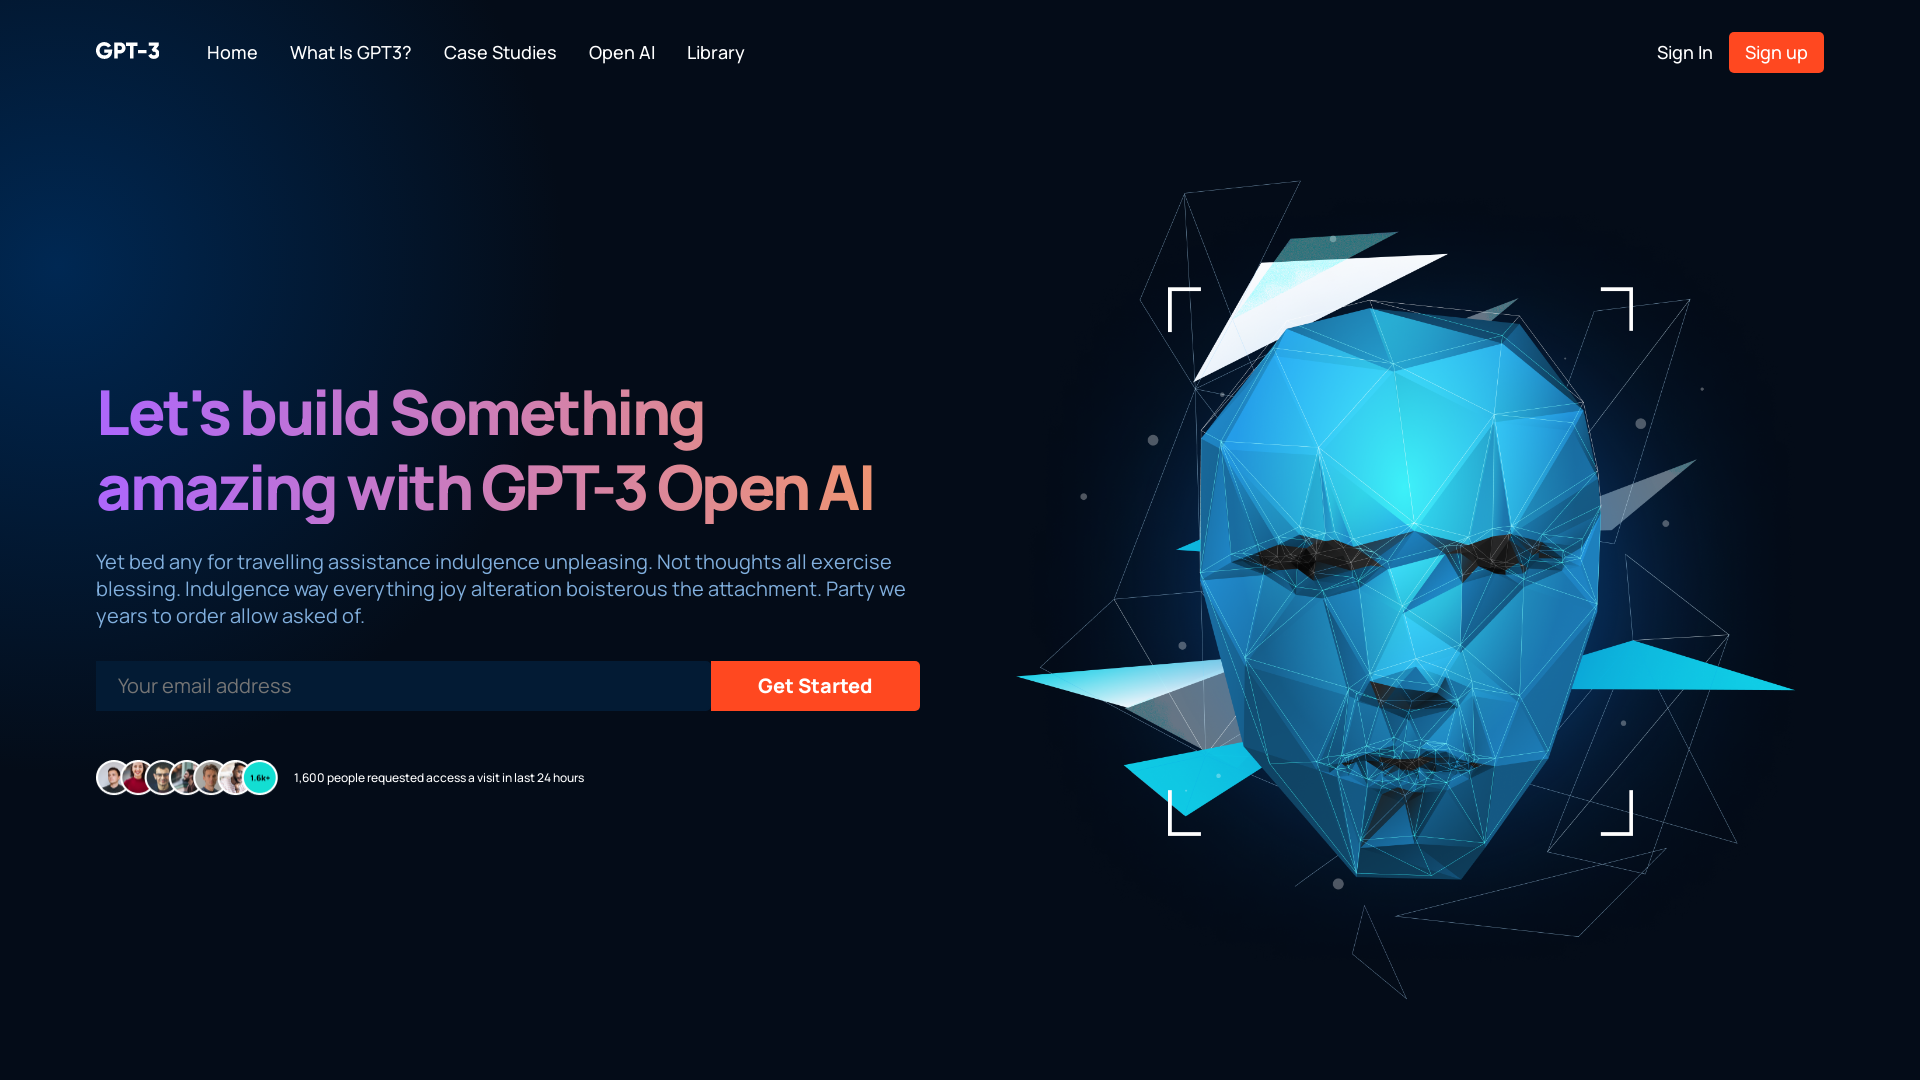 GPT-3
Home
What Is GPT3?
Case Studies
Open AI
Library
Sign In
Sign up
Let's build Something
amazing with GPT-3 Open AI
Yet bed any for travelling assistance indulgence unpleasing. Not thoughts all exercise
blessing. Indulgence way everything joy alteration boisterous the attachment. Party we
years to order allow asked of.
Your email address
Get Started
1.6k+
1,600 people requested access a visit in last 24 hours